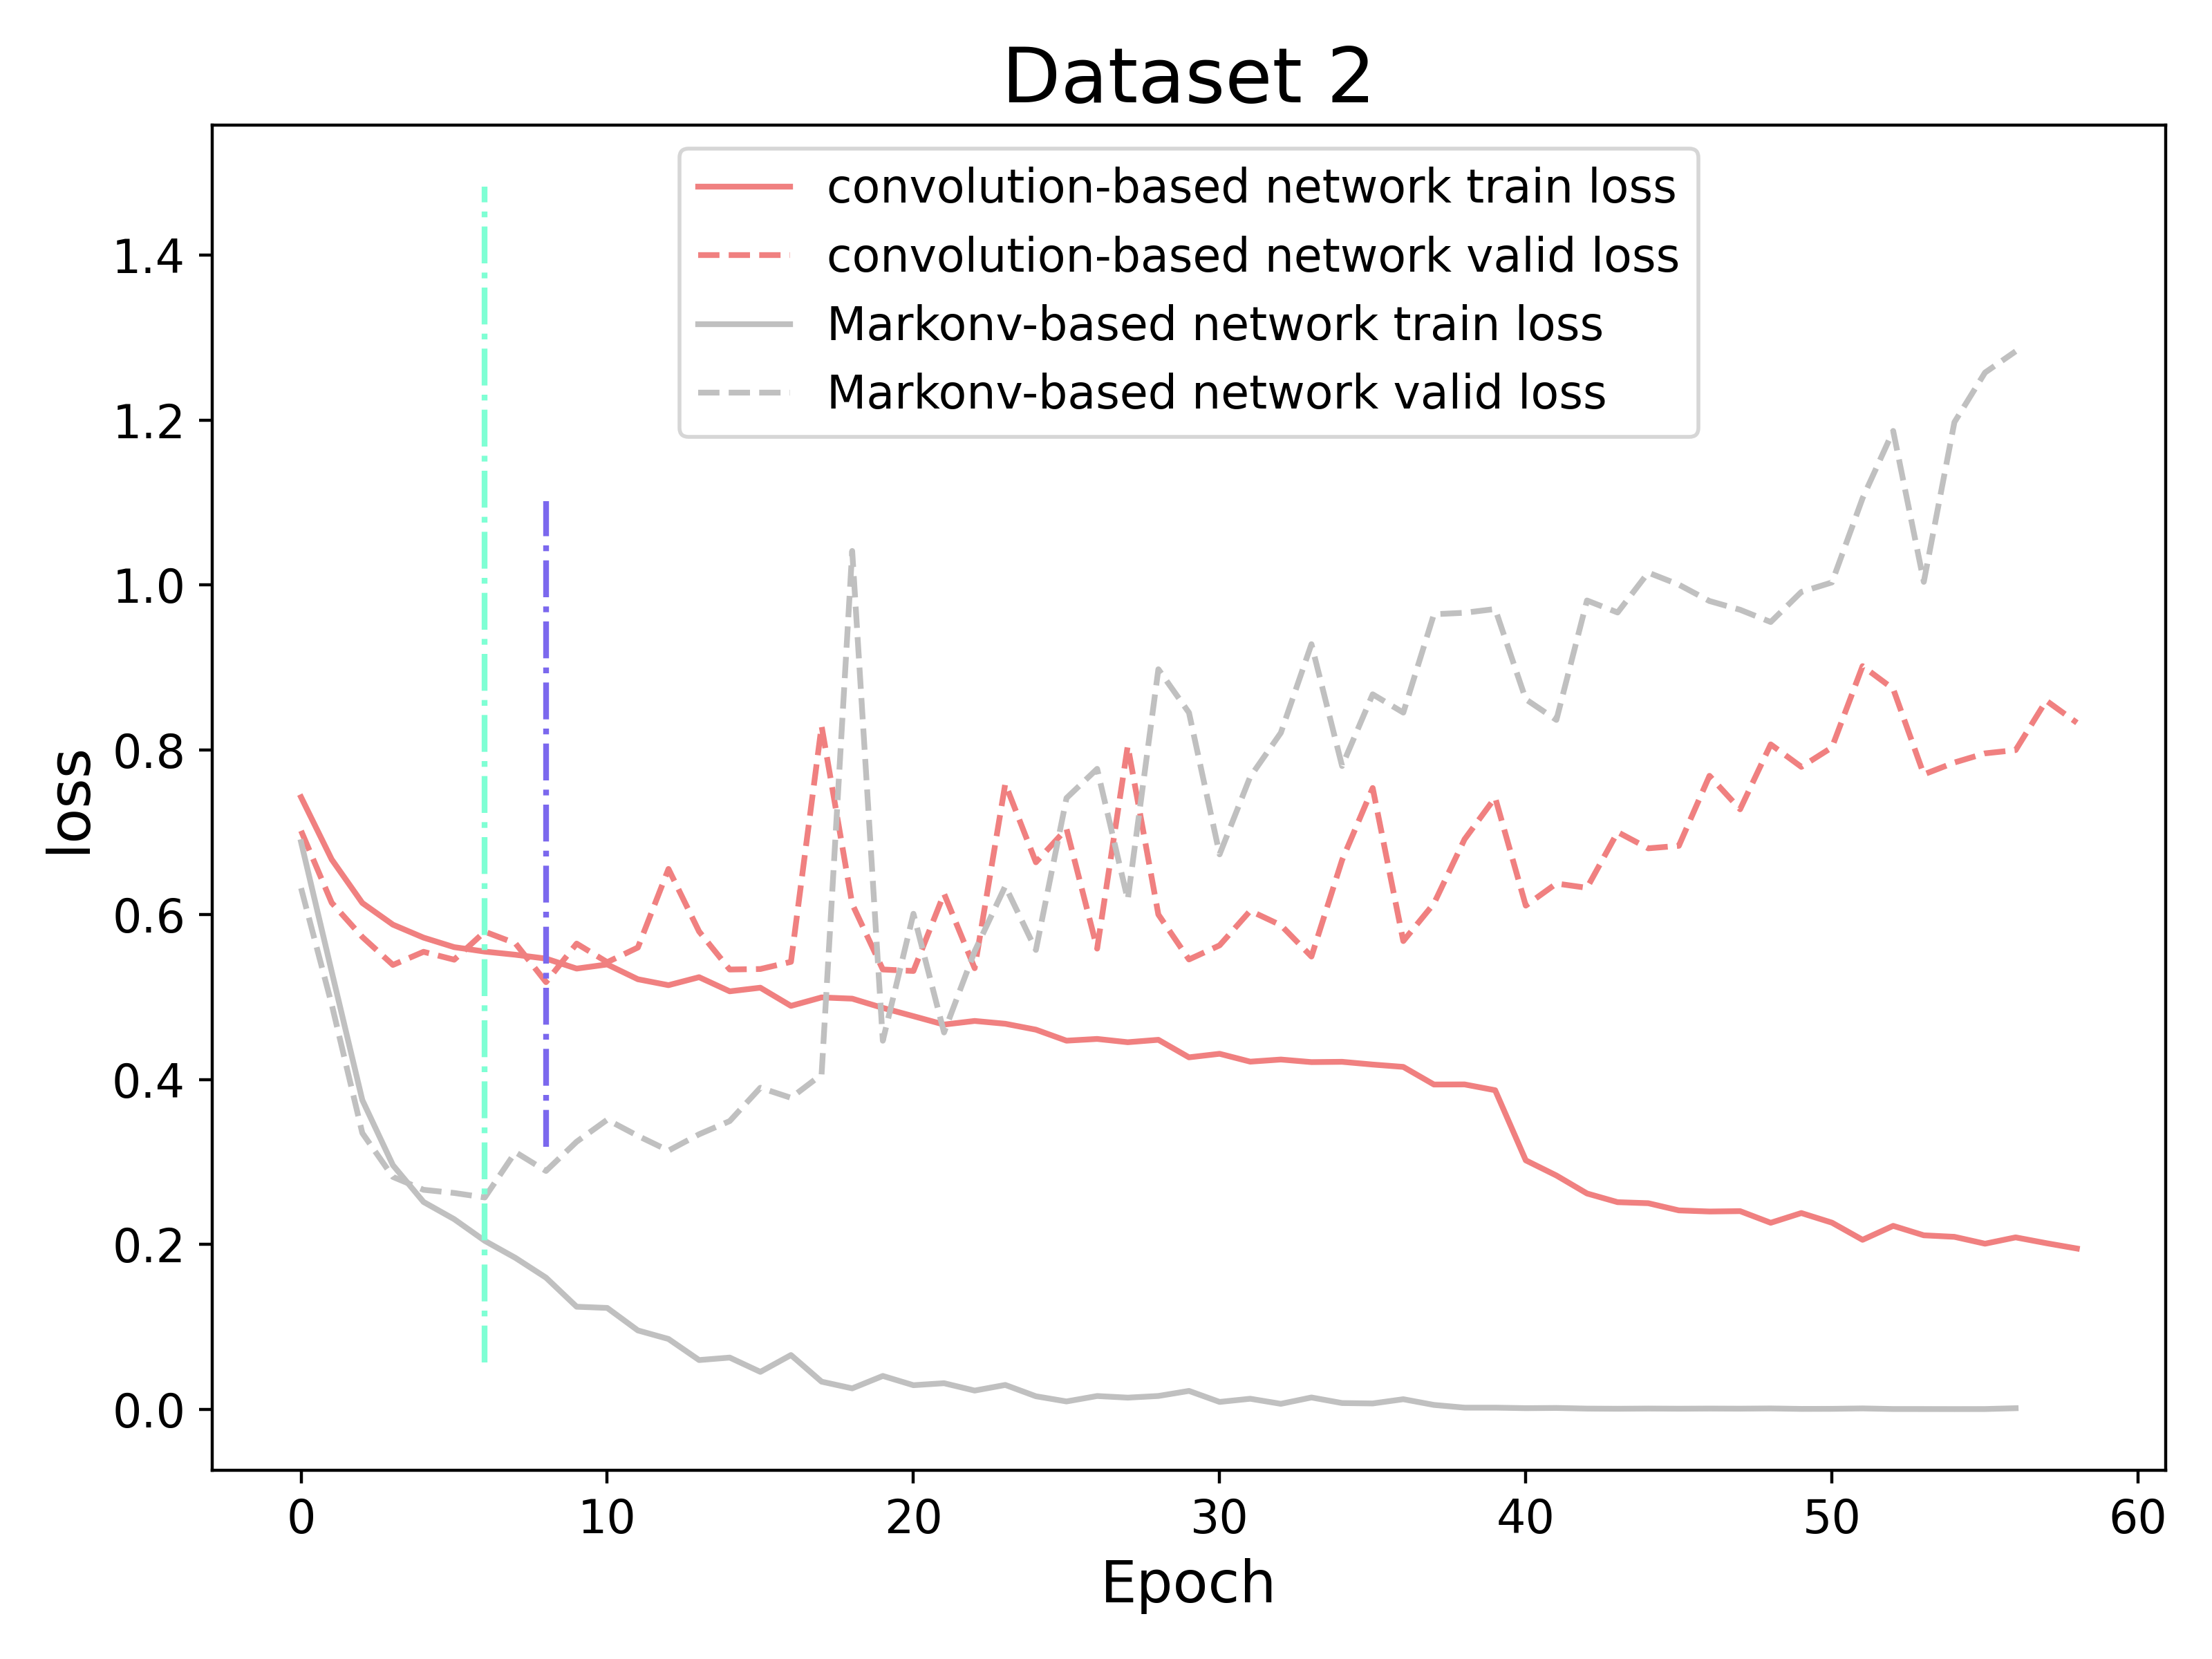 Dataset 2
convolution-based network train loss
convolution-based network valid loss
Markonv-based network train loss
Markonv-based network valid loss
loss
1.4
1.2
1.0
0.8
0.6
0.4
0.2
0.0
0 10 20 30 40 50 60
Epoch